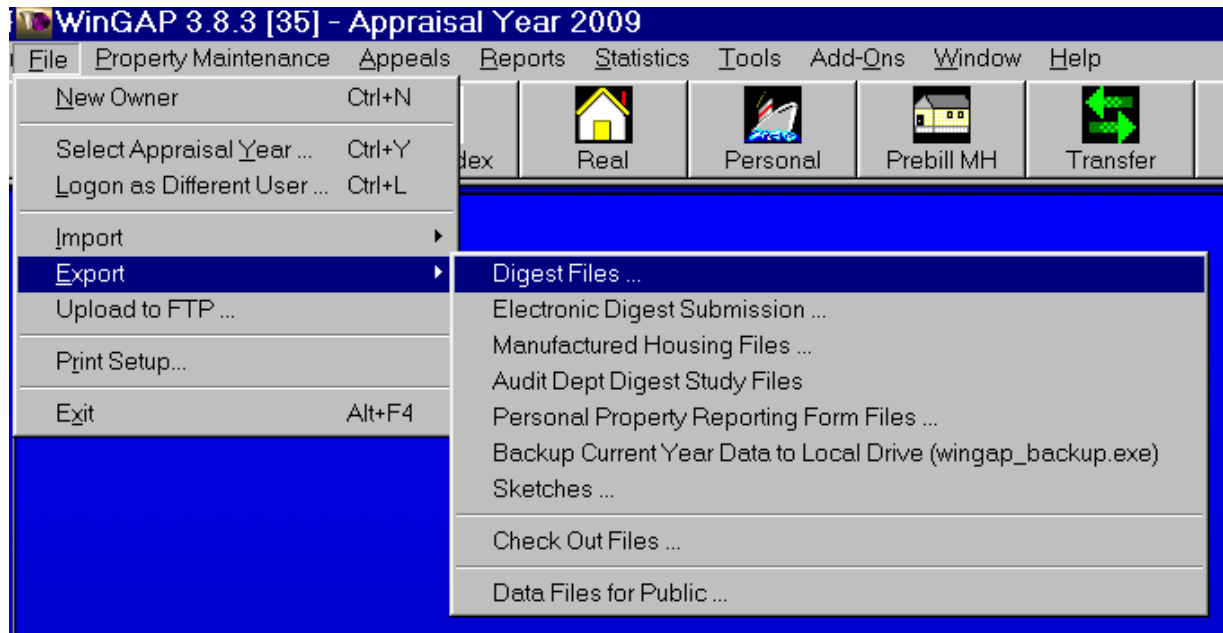 WinGAP 3.8.3 [35] - Appraisal Year 2009
File Property Maintenance Appeals Reports Statistics Tools Add-Ons Window Help
New Owner Ctrl+N
Select Appraisal Year ... Ctrl+Y
Logon as Different User ... Ctrl+L
Import
Export
Upload to FTP ...
Print Setup...
Exit Alt+F4
dex Real Personal Prebill MH Transfer
Digest Files ...
Electronic Digest Submission ...
Manufactured Housing Files ...
Audit Dept Digest Study Files
Personal Property Reporting Form Files ...
Backup Current Year Data to Local Drive (wingap_backup.exe)
Sketches ...
Check Out Files ...
Data Files for Public ...